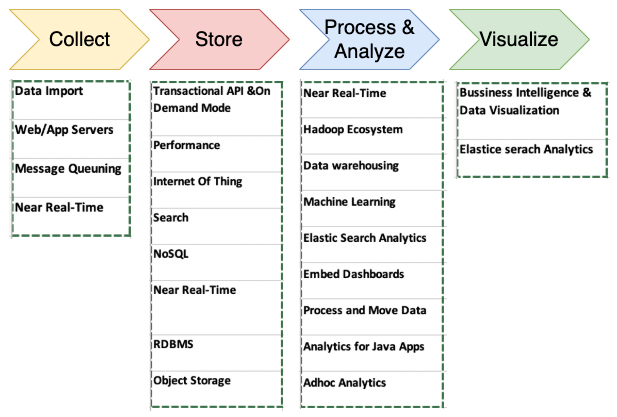 Collect
Store
Process &
Analyze
Visualize
Data Import
Web/App Servers
Message Queuning
Near Real-Time
Transactional API &On
Demand Mode
Performance
Internet Of Thing
Search
NoSQL
Near Real-Time
RDBMS
Object Storage
Near Real-Time
Hadoop Ecosystem
Data warehousing
Machine Learning
Elastic Search Analytics
Embed Dashboards
Process and Move Data
Analytics for Java Apps
Adhoc Analytics
Bussiness Intelligence &
Data Visualization
Elastice serach Analytics